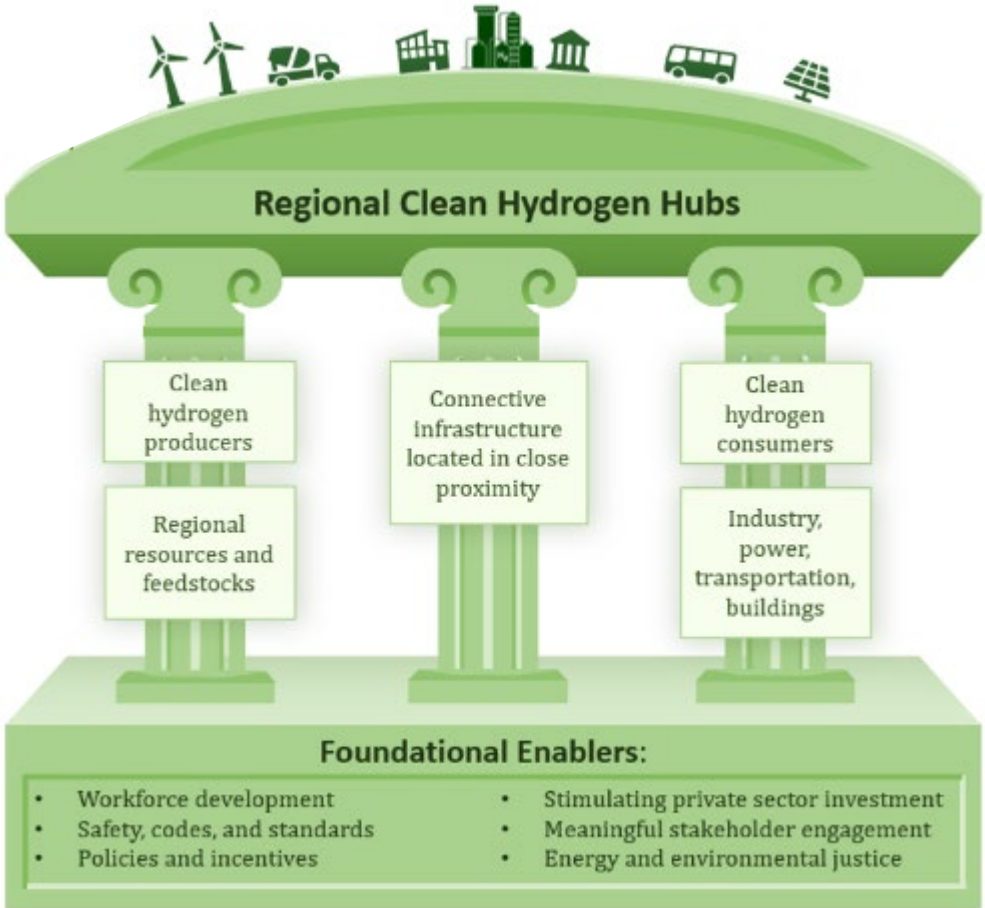 Regional Clean Hydrogen Hubs
Clean
hydrogen
producers
Regional
resources and
feedstocks
Connective
infrastructure
located in close
proximity
Clean
hydrogen
consumers
Industry,
power,
transportation,
buildings
Foundational Enablers:
• Workforce development
• Safety, codes, and standards
• Policies and incentives
• Stimulating private sector investment
• Meaningful stakeholder engagement
• Energy and environmental justice